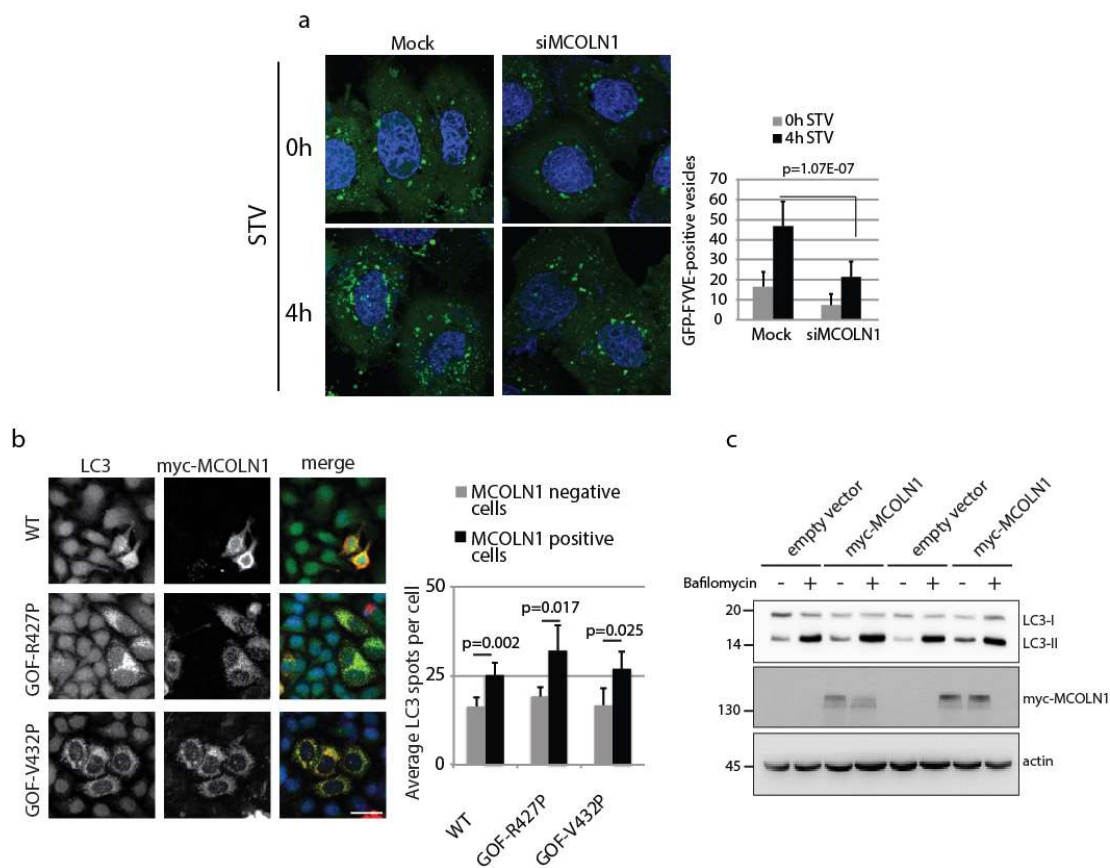 a
Mock
siMCOLN1
STV
0h
4h
0h STV
4h STV
p=1.07E-07
GFP-FYVE-positive vesicles
70
60
50
40
30
20
10
0
Mock
siMCOLN1
b
LC3
myc-MCOLN1
merge
WT
GOF-R427P
GOF-V432P
MCOLN1 negative
cells
MCOLN1 positive
cells
Average LC3 spots per cell
50
25
0
p=0.002
p=0.017
p=0.025
WT
GOF-R427P
GOF-V432P
c
empty vector
myc-MCOLN1
empty vector
myc-MCOLN1
Bafilomycin - + - + - + - +
20
LC3-I
14
LC3-II
myc-MCOLN1
130
45
actin